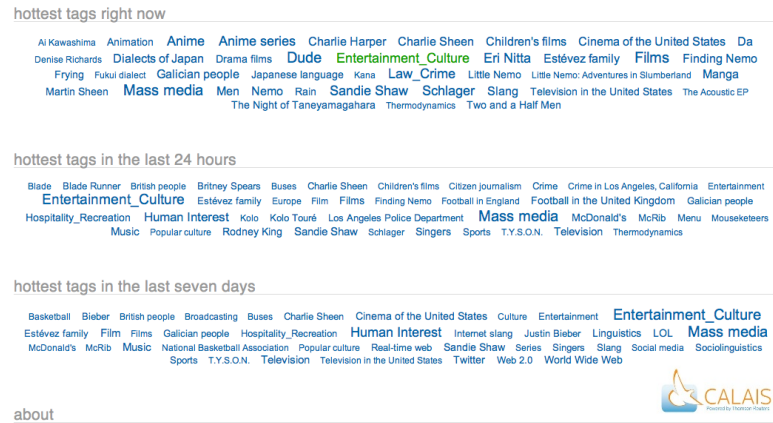 hottest tags right now
Ai Kawashima Animation Anime Anime series Charlie Harper Charlie Sheen Children's films Cinema of the United States Da
Denise Richards Dialects of Japan Drama films Dude Entertainment_Culture Eri Nitta Estévez family Films Finding Nemo
Frying Fukui dialect Galician people Japanese language Kana Law_Crime Little Nemo Little Nemo: Adventures in Slumberland Manga
Martin Sheen Mass media Men Nemo Rain Sandie Shaw Schlager Slang Television in the United States The Acoustic EP
The Night of Taneyamagahara Thermodynamics Two and a Half Men
hottest tags in the last 24 hours
Blade Blade Runner British people Britney Spears Buses Charlie Sheen Children's films Citizen journalism Crime Crime in Los Angeles, California Entertainment
Entertainment_Culture Estévez family Europe Film Films Finding Nemo Football in England Football in the United Kingdom Galician people
Hospitality_Recreation Human Interest Kolo Kolo Touré Los Angeles Police Department Mass media McDonald's McRib Menu Mouseketeers
Music Popular culture Rodney King Sandie Shaw Schlager Singers Sports T.Y.S.O.N. Television Thermodynamics
hottest tags in the last seven days
Basketball Bieber British people Broadcasting Buses Charlie Sheen Cinema of the United States Culture Entertainment Entertainment_Culture
Estévez family Film Films Galician people Hospitality_Recreation Human Interest Internet slang Justin Bieber Linguistics LOL Mass media
McDonald's McRib Music National Basketball Association Popular culture Real-time web Sandie Shaw Series Singers Slang Social media Sociolinguistics
Sports T.Y.S.O.N. Television Television in the United States Twitter Web 2.0 World Wide Web
CALAIS
Powered by Thomson Reuters
about